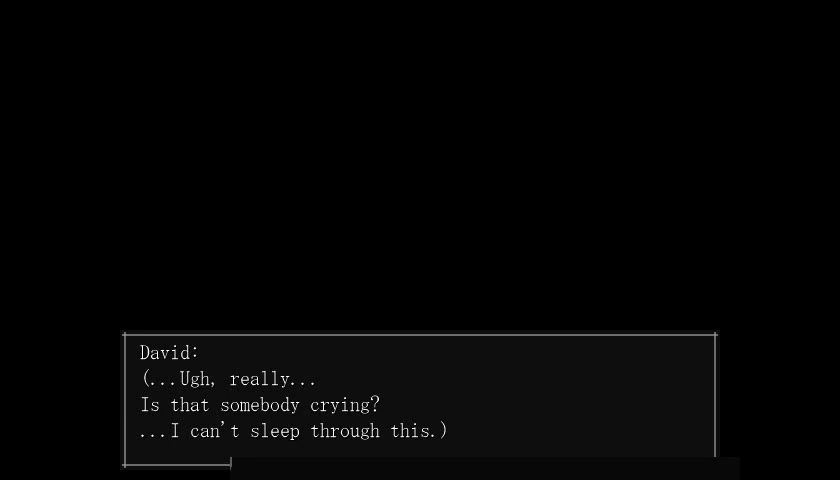 David:
(...Ugh, really...
Is that somebody crying?
...I can't sleep through this.)